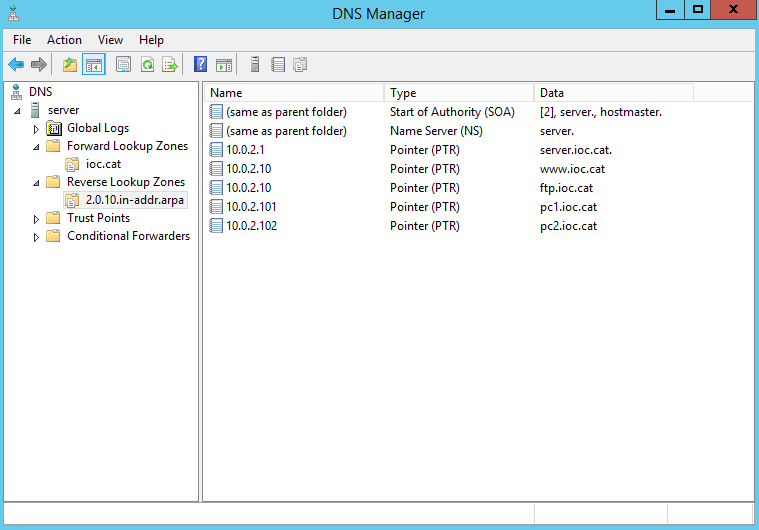 DNS Manager
File Action View Help
DNS
server
Global Logs
Forward Lookup Zones
ioc.cat
Reverse Lookup Zones
2.0.10.in-addr.arpa
Trust Points
Conditional Forwarders
Name Type Data
(same as parent folder) Start of Authority (SOA) [2], server., hostmaster.
(same as parent folder) Name Server (NS) server.
10.0.2.1 Pointer (PTR) server.ioc.cat.
10.0.2.10 Pointer (PTR) www.ioc.cat
10.0.2.10 Pointer (PTR) ftp.ioc.cat
10.0.2.101 Pointer (PTR) pc1.ioc.cat
10.0.2.102 Pointer (PTR) pc2.ioc.cat